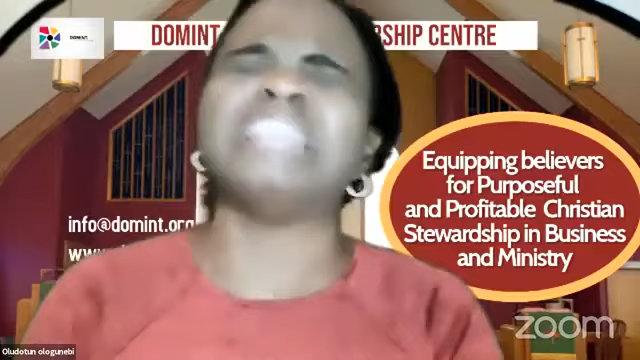 DOMINT
DOMINT
RSHIP CENTRE
Equipping believers
for Purposeful
and Profitable Christian
Stewardship in Business
and Ministry
info@domint.org
zoom
Oludotun ologunebi